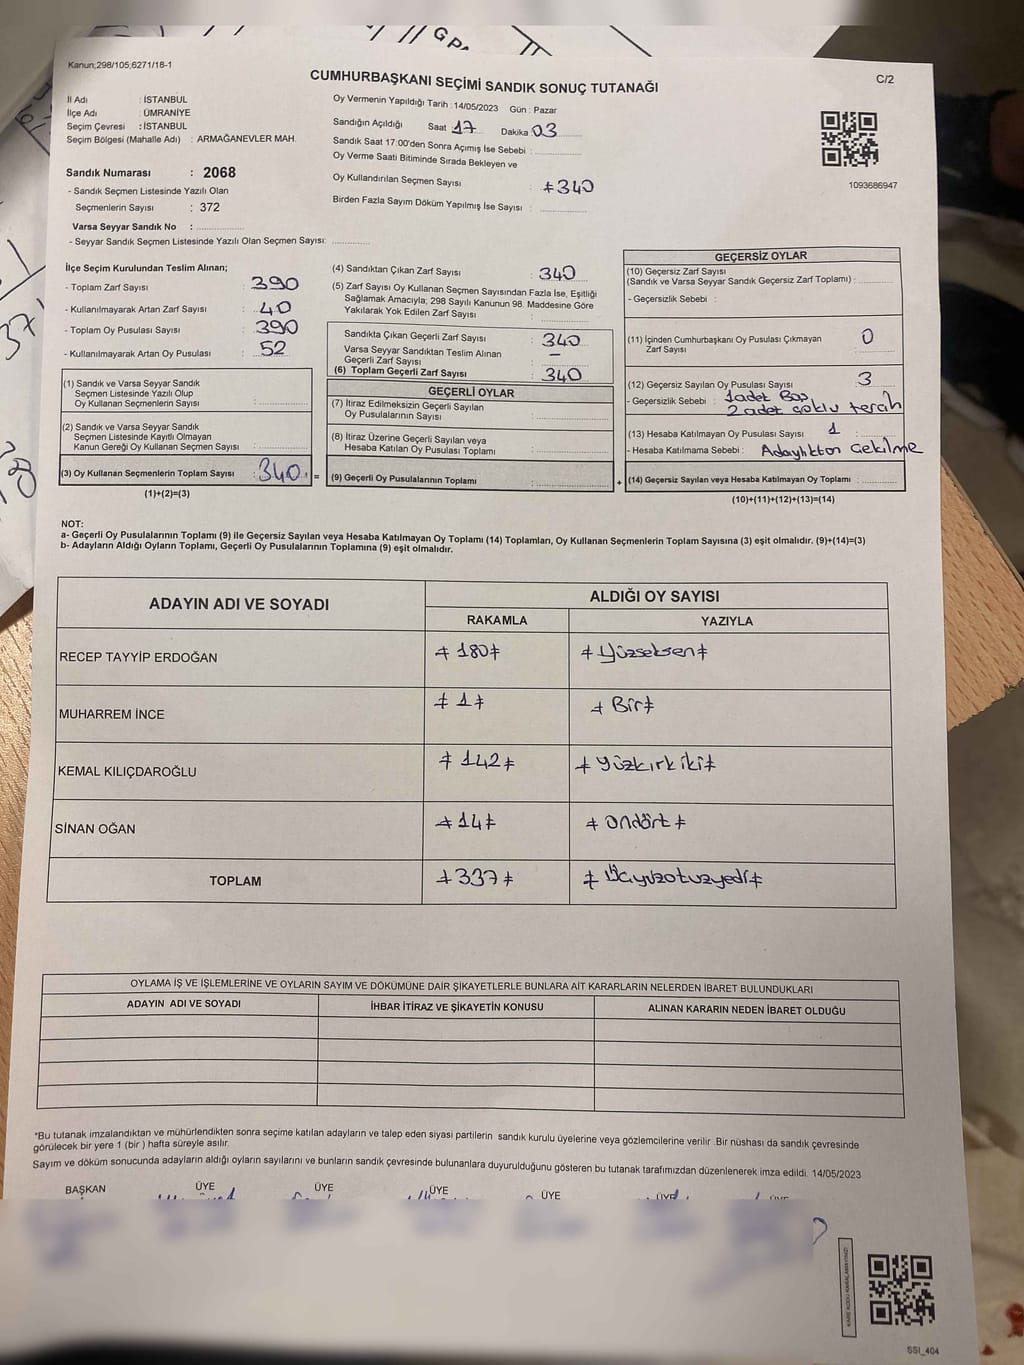 Kanun;298/105;6271/18-1
CUMHURBAŞKANI SEÇİMİ SANDIK SONUÇ TUTANAĞI
C/2
İl Adı : İSTANBUL
İlçe Adı : ÜMRANİYE
Seçim Çevresi : İSTANBUL
Seçim Bölgesi (Mahalle Adı) : ARMAĞANEVLER MAH.
Sandık Numarası : 2068
- Sandık Seçmen Listesinde Yazılı Olan
Seçmenlerin Sayısı : 372
Varsa Seyyar Sandık No :
- Seyyar Sandık Seçmen Listesinde Yazılı Olan Seçmen Sayısı:
Oy Vermenin Yapıldığı Tarih : 14/05/2023 Gün : Pazar
Sandığın Açıldığı Saat 17 Dakika 03
Sandık Saat 17:00'den Sonra Açımış İse Sebebi :
Oy Verme Saati Bitiminde Sırada Bekleyen ve
Oy Kullandırılan Seçmen Sayısı : ≠340
Birden Fazla Sayım Döküm Yapılmış İse Sayısı :
1093686947
İlçe Seçim Kurulundan Teslim Alınan;
- Toplam Zarf Sayısı : 390
- Kullanılmayarak Artan Zarf Sayısı : 40
- Toplam Oy Pusulası Sayısı : 390
- Kullanılmayarak Artan Oy Pusulası : 52
(1) Sandık ve Varsa Seyyar Sandık
Seçmen Listesinde Yazılı Olup
Oy Kullanan Seçmenlerin Sayısı :
(2) Sandık ve Varsa Seyyar Sandık
Seçmen Listesinde Kayıtlı Olmayan
Kanun Gereği Oy Kullanan Seçmen Sayısı :
(3) Oy Kullanan Seçmenlerin Toplam Sayısı : 340 =
(1)+(2)=(3)
(4) Sandıktan Çıkan Zarf Sayısı : 340
(5) Zarf Sayısı Oy Kullanan Seçmen Sayısından Fazla İse, Eşitliği
Sağlamak Amacıyla; 298 Sayılı Kanunun 98. Maddesine Göre
Yakılarak Yok Edilen Zarf Sayısı :
Sandıkta Çıkan Geçerli Zarf Sayısı : 340
Varsa Seyyar Sandıktan Teslim Alınan
Geçerli Zarf Sayısı : –
(6) Toplam Geçerli Zarf Sayısı : 340
GEÇERLİ OYLAR
(7) İtiraz Edilmeksizin Geçerli Sayılan
Oy Pusulalarının Sayısı :
(8) İtiraz Üzerine Geçerli Sayılan veya
Hesaba Katılan Oy Pusulaları Toplamı :
(9) Geçerli Oy Pusulalarının Toplamı : +
GEÇERSİZ OYLAR
(10) Geçersiz Zarf Sayısı
(Sandık ve Varsa Seyyar Sandık Geçersiz Zarf Toplamı) :
- Geçersizlik Sebebi :
(11) İçinden Cumhurbaşkanı Oy Pusulası Çıkmayan
Zarf Sayısı : 0
(12) Geçersiz Sayılan Oy Pusulası Sayısı : 3
- Geçersizlik Sebebi : 1 adet Boş
2 adet çoklu tercih
(13) Hesaba Katılmayan Oy Pusulası Sayısı : 1
- Hesaba Katılmama Sebebi : Adaylıktan Çekilme
(14) Geçersiz Sayılan veya Hesaba Katılmayan Oy Toplamı :
(10)+(11)+(12)+(13)=(14)
NOT:
a- Geçerli Oy Pusulalarının Toplamı (9) ile Geçersiz Sayılan veya Hesaba Katılmayan Oy Toplamı (14) Toplamları, Oy Kullanan Seçmenlerin Toplam Sayısına (3) eşit olmalıdır. (9)+(14)=(3)
b- Adayların Aldığı Oyların Toplamı, Geçerli Oy Pusulalarının Toplamına (9) eşit olmalıdır.
ADAYIN ADI VE SOYADI
ALDIĞI OY SAYISI
RAKAMLA YAZIYLA
RECEP TAYYİP ERDOĞAN ≠ 180 ≠ ≠ Yüzseksen ≠
MUHARREM İNCE ≠ 1 ≠ ≠ Bir ≠
KEMAL KILIÇDAROĞLU ≠ 142 ≠ ≠ yüzkırkiki ≠
SİNAN OĞAN ≠ 14 ≠ ≠ Ondört ≠
TOPLAM ≠ 337 ≠ ≠ Üçyüzotuzyedi ≠
OYLAMA İŞ VE İŞLEMLERİNE VE OYLARIN SAYIM VE DÖKÜMÜNE DAİR ŞİKAYETLERLE BUNLARA AİT KARARLARIN NELERDEN İBARET BULUNDUKLARI
ADAYIN ADI VE SOYADI İHBAR İTİRAZ VE ŞİKAYETİN KONUSU ALINAN KARARIN NEDEN İBARET OLDUĞU
*Bu tutanak imzalandıktan ve mühürlendikten sonra seçime katılan adayların ve talep eden siyasi partilerin sandık kurulu üyelerine veya gözlemcilerine verilir .Bir nüshası da sandık çevresinde
görülecek bir yere 1 (bir ) hafta süreyle asılır.
Sayım ve döküm sonucunda adayların aldığı oyların sayılarını ve bunların sandık çevresinde bulunanlara duyurulduğunu gösteren bu tutanak tarafımızdan düzenlenerek imza edildi. 14/05/2023
BAŞKAN ÜYE ÜYE ÜYE ÜYE ÜYE ÜYE
SSI_404